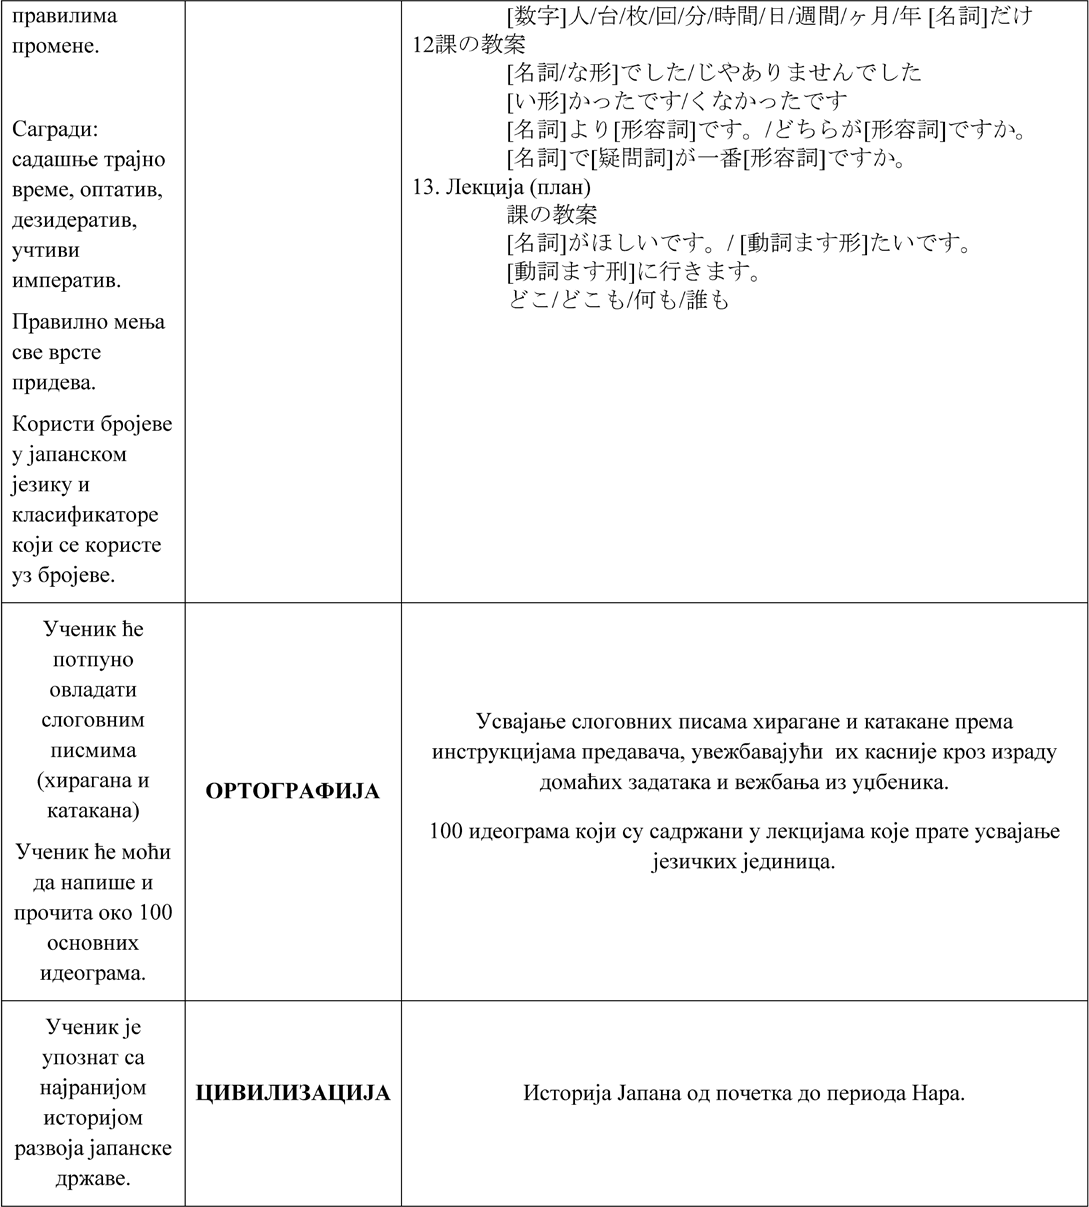 правилима
промене.
Сагради:
садашње трајно
време, оптатив,
дезидератив,
учтиви
императив.
Правилно мења
све врсте
придева.
Користи бројеве
у јапанском
језику и
класификаторе
који се користе
уз бројеве.
[数字]人/台/枚/回/分/時間/日/週間/ヶ月/年 [名詞]だけ
12課の教案
[名詞/な形]でした/じやありませんでした
[い形]かったです/くなかったです
[名詞]より[形容詞]です。/どちらが[形容詞]ですか。
[名詞]で[疑問詞]が一番[形容詞]ですか。
13. Лекција (план)
課の教案
[名詞]がほしいです。/ [動詞ます形]たいです。
[動詞ます刑]に行きます。
どこ/どこも/何も/誰も
Ученик ће
потпуно
овладати
слоговним
писмима
(хирагана и
катакана)
Ученик ће моћи
да напише и
прочита око 100
основних
идеограма.
ОРТОГРАФИЈА
Усвајање слоговних писама хирагане и катакане према
инструкцијама предавача, увежбавајући их касније кроз израду
домаћих задатака и вежбања из уџбеника.
100 идеограма који су садржани у лекцијама које прате усвајање
језичких јединица.
Ученик је
упознат са
најранијом
историјом
развоја јапанске
државе.
ЦИВИЛИЗАЦИЈА
Историја Јапана од почетка до периода Нара.